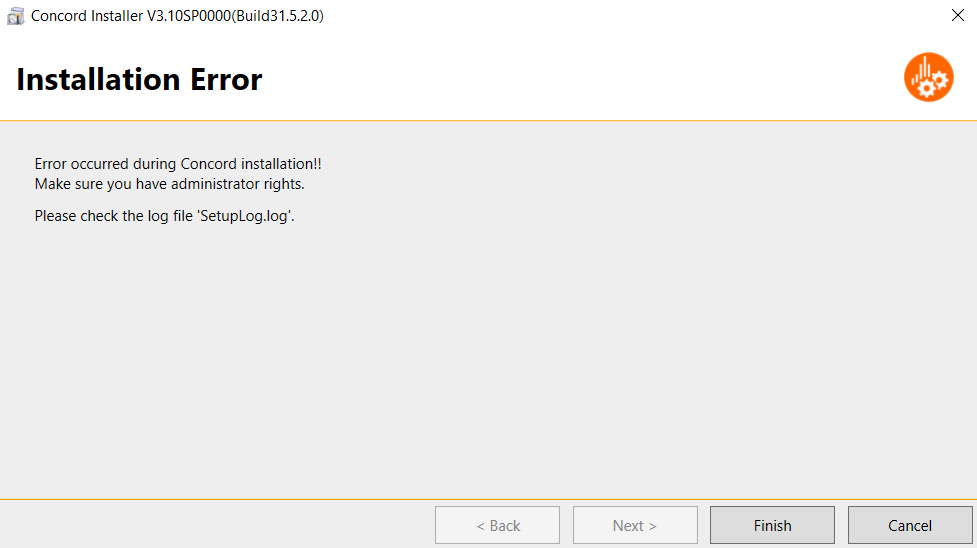 Concord Installer V3.10SP0000(Build31.5.2.0)
Installation Error
Error occurred during Concord installation!!
Make sure you have administrator rights.
Please check the log file 'SetupLog.log'.
< Back
Next >
Finish
Cancel